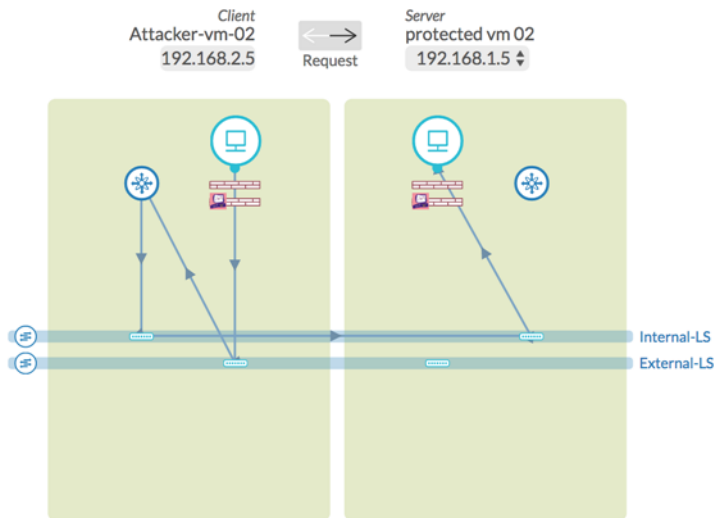 Client
Attacker-vm-02
192.168.2.5
Request
Server
protected vm 02
192.168.1.5
Internal-LS
External-LS